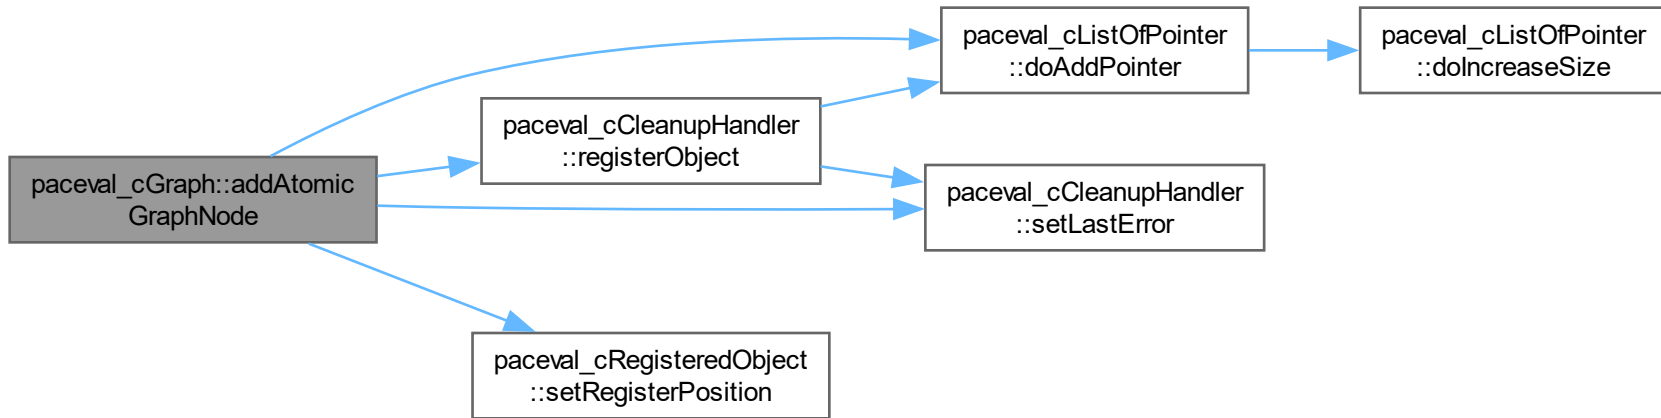 paceval_cGraph::addAtomic
GraphNode
paceval_cCleanupHandler
::registerObject
paceval_cListOfPointer
::doAddPointer
paceval_cListOfPointer
::doIncreaseSize
paceval_cCleanupHandler
::setLastError
paceval_cRegisteredObject
::setRegisterPosition